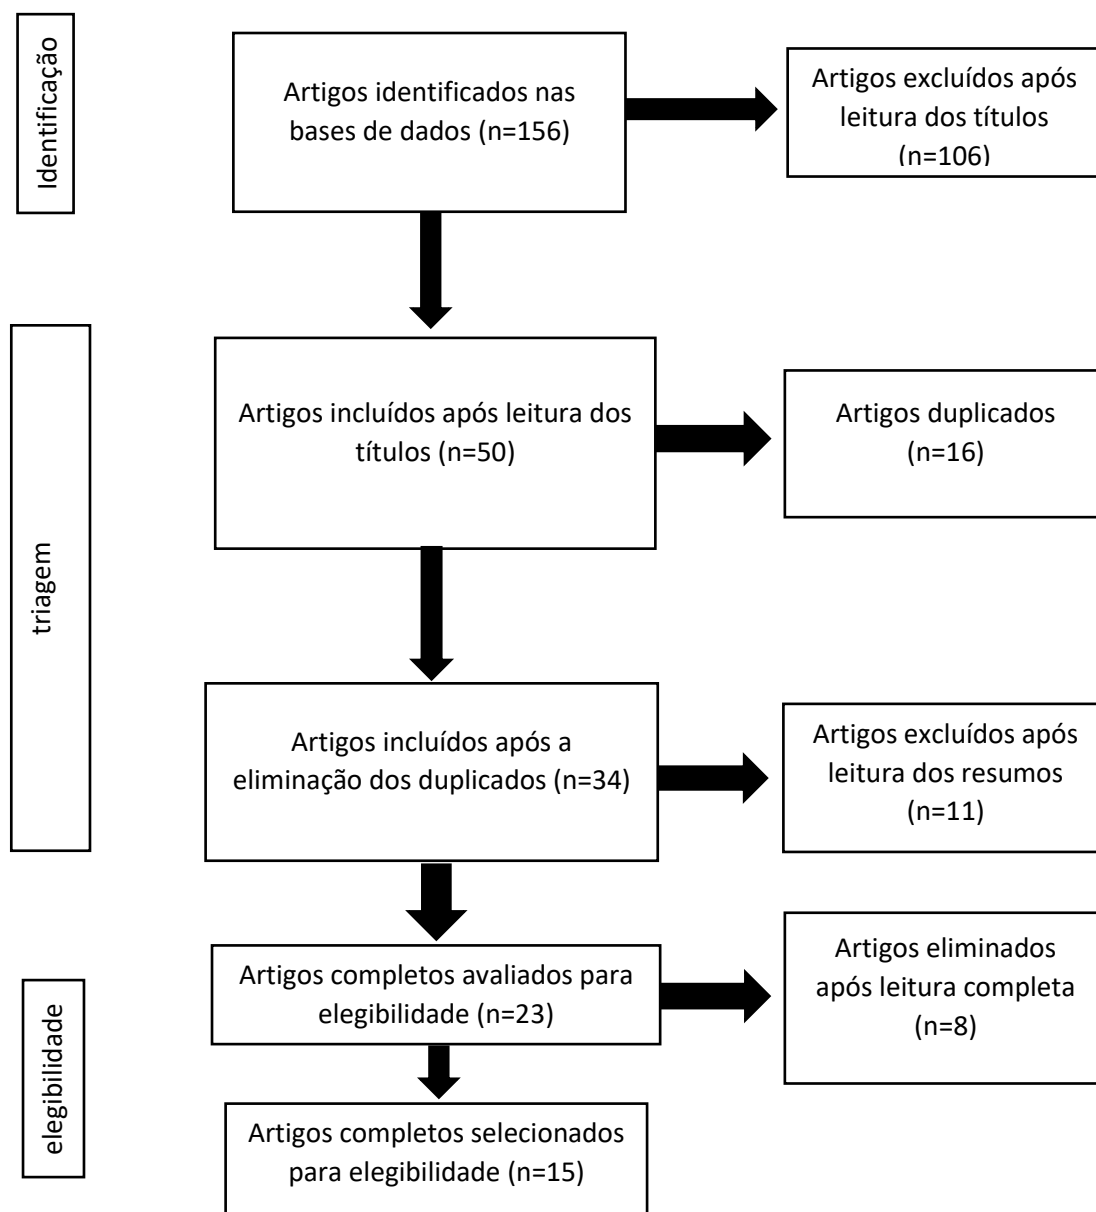 Identificação
Artigos identificados nas
bases de dados (n=156)
Artigos excluídos após
leitura dos títulos
(n=106)
triagem
Artigos incluídos após leitura dos
títulos (n=50)
Artigos duplicados
(n=16)
Artigos incluídos após a
eliminação dos duplicados (n=34)
Artigos excluídos após
leitura dos resumos
(n=11)
elegibilidade
Artigos completos avaliados para
elegibilidade (n=23)
Artigos eliminados
após leitura completa
(n=8)
Artigos completos selecionados
para elegibilidade (n=15)